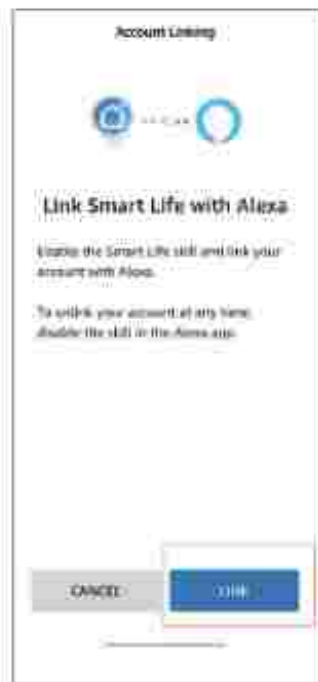 Account Linking
Link Smart Life with Alexa
Enable the Smart Life skill and link your
account with Alexa.
To unlink your account at any time,
disable the skill in the Alexa app.
CANCEL
LINK